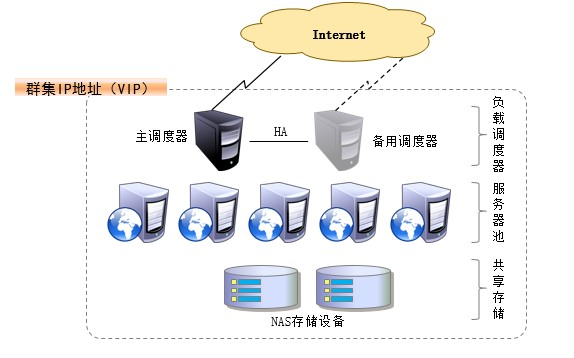 Internet
群集IP地址（VIP）
主调度器
HA
备用调度器
负载调度器
服务器池
NAS存储设备
共享存储